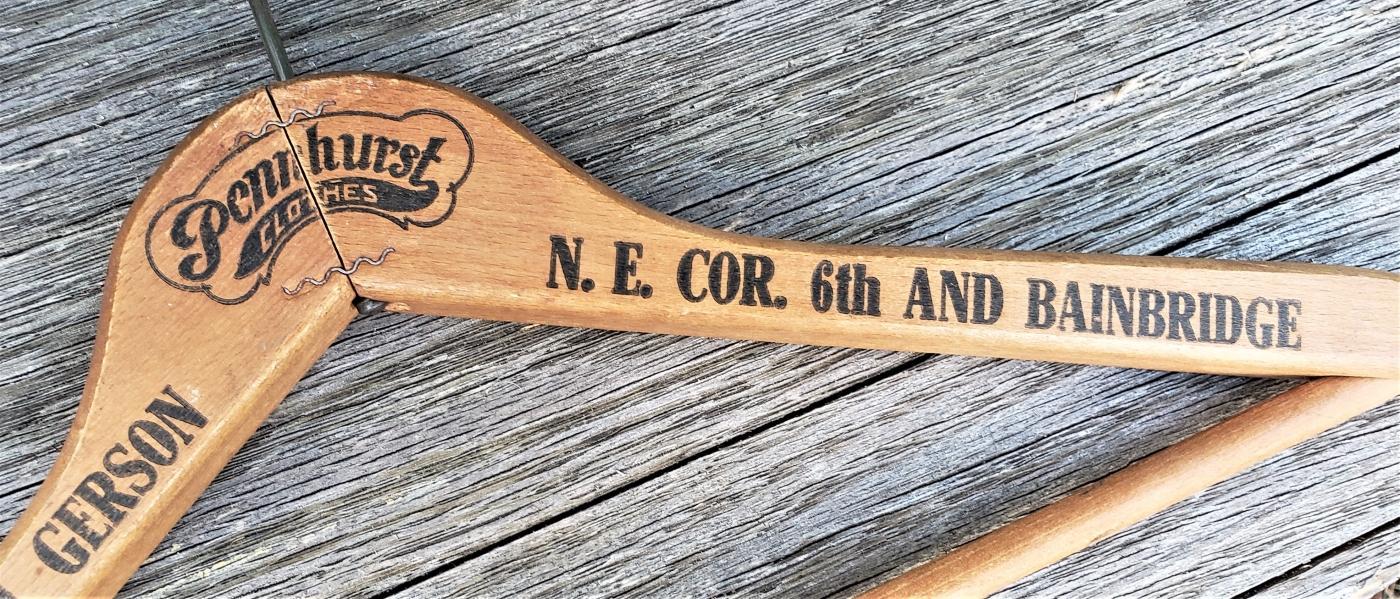 Pennhurst
CLOTHES
GERSON
N. E. COR. 6th AND BAINBRIDGE